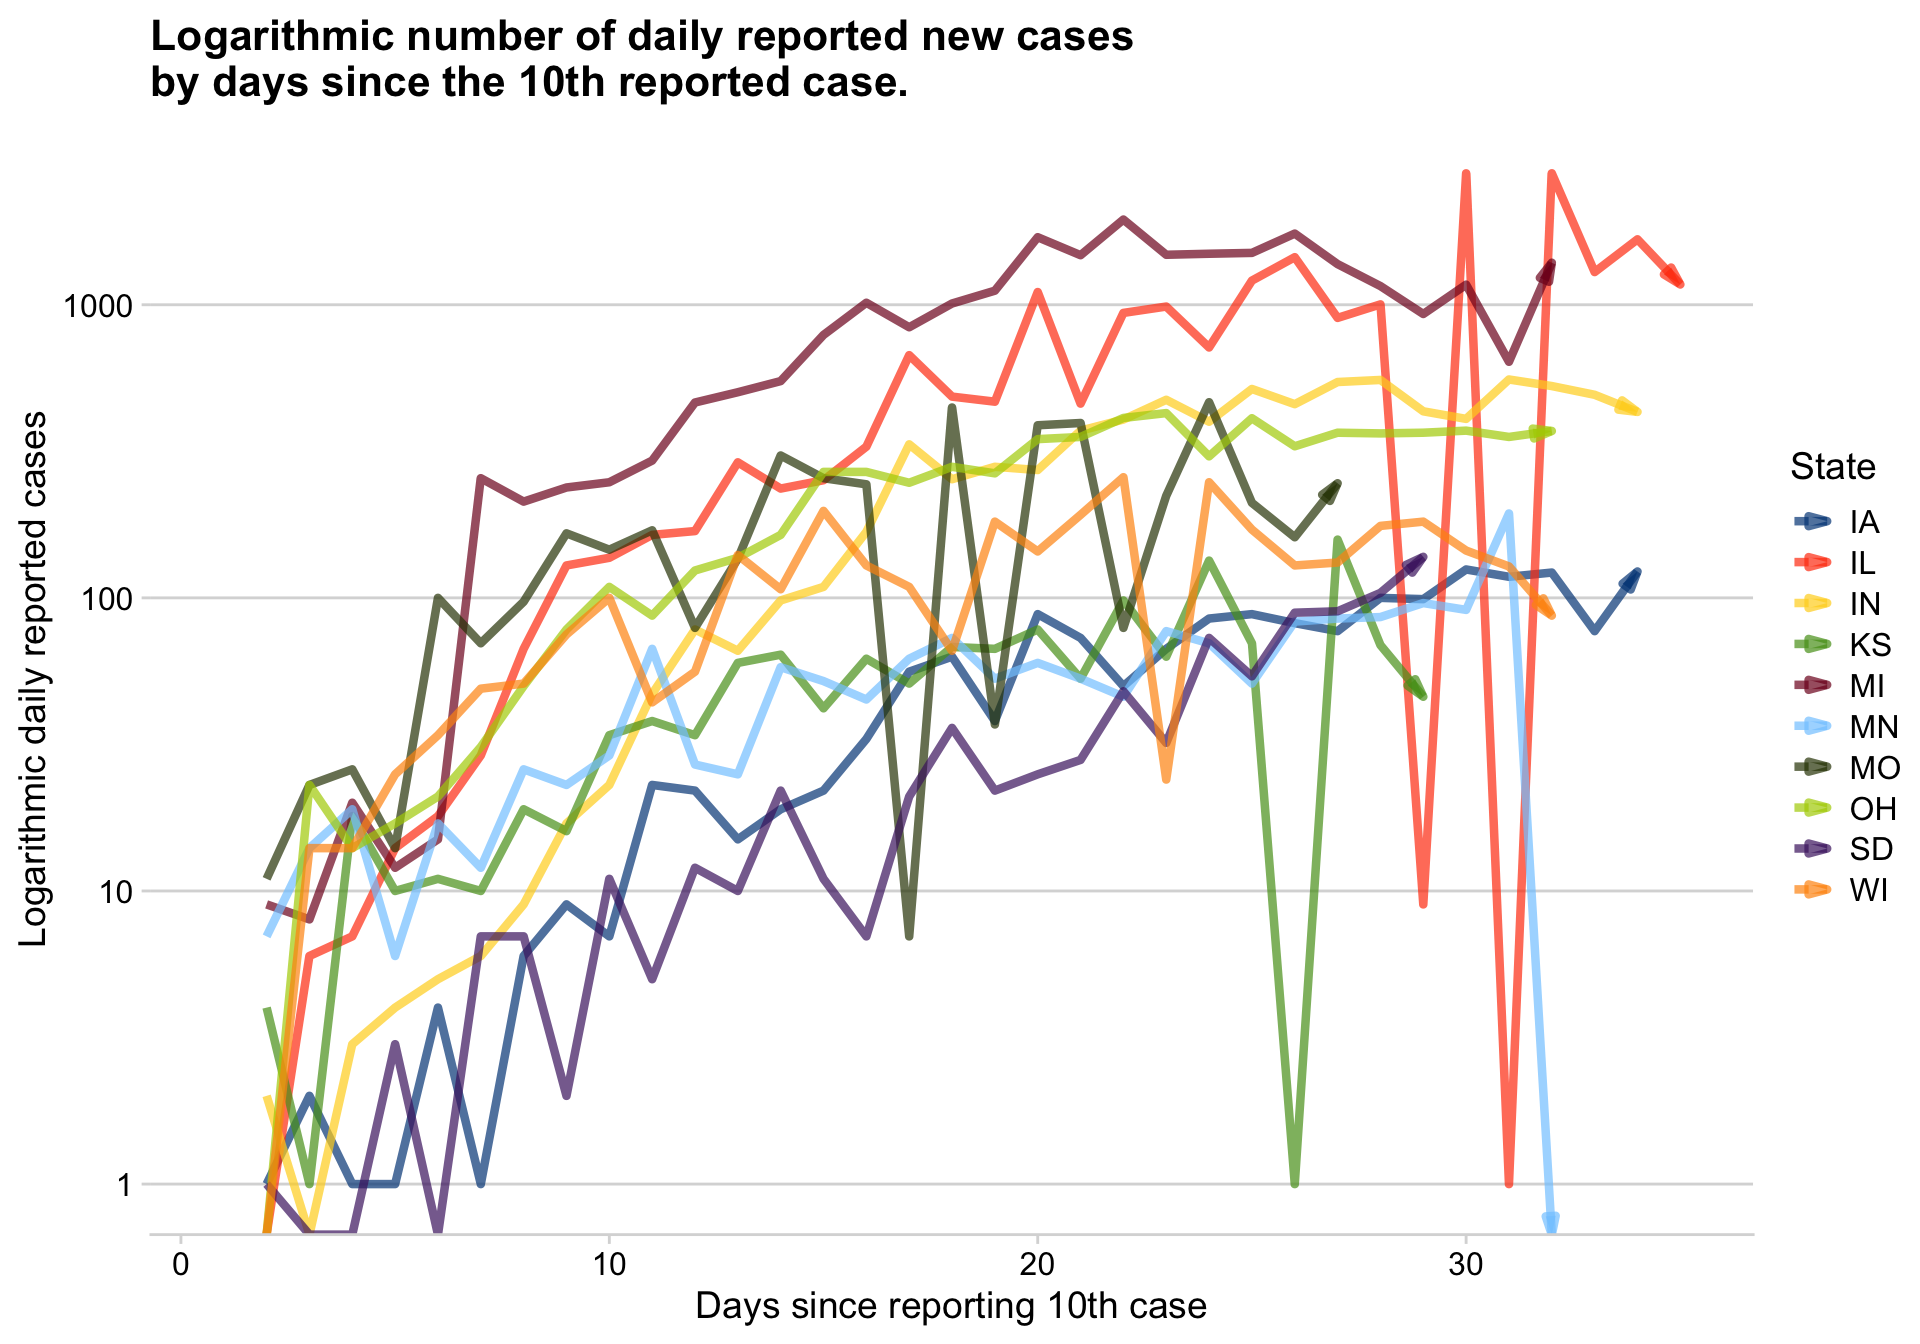 Logarithmic number of daily reported new cases
by days since the 10th reported case.
Logarithmic daily reported cases
1000
100
10
1
0
10
20
30
Days since reporting 10th case
State
IA
IL
IN
KS
MI
MN
MO
OH
SD
WI